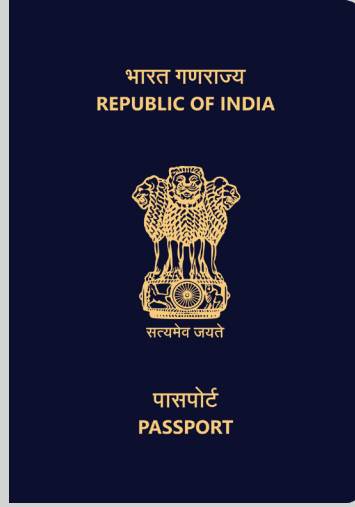 भारत गणराज्य
REPUBLIC OF INDIA
सत्यमेव जयते
पासपोर्ट
PASSPORT